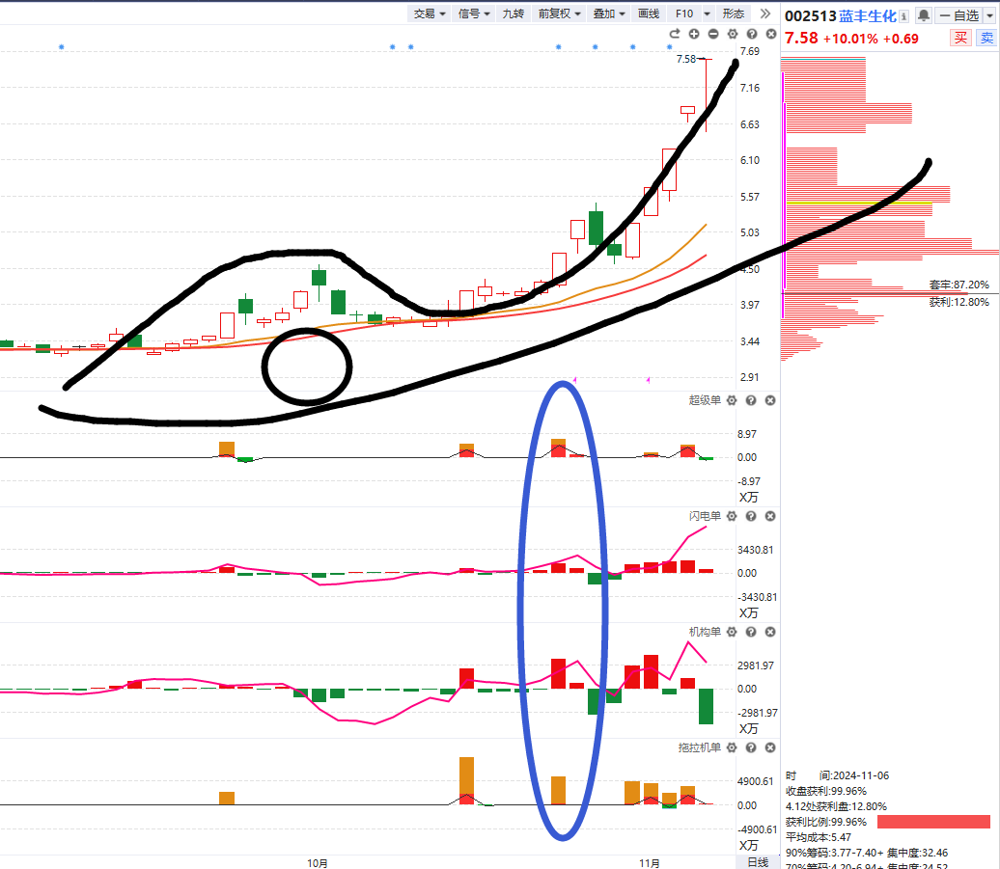 交易 信号 九转 前复权 叠加 画线 F10 形态
002513 蓝丰生化
自选
7.58 +10.01% +0.69
买 卖
7.58
7.69
7.16
6.63
6.10
5.57
5.03
4.50
3.97
3.44
2.91
套牢:87.20%
获利:12.80%
超级单
8.97
0.00
-8.97
X万
闪电单
3430.81
0.00
-3430.81
X万
机构单
2981.97
0.00
-2981.97
X万
拖拉机单
4900.61
0.00
-4900.61
X万
10月 11月 日线
时 间:2024-11-06
收盘获利:99.96%
4.12处获利盘:12.80%
获利比例:99.96%
平均成本:5.47
90%筹码:3.77-7.40+ 集中度:32.46
70%筹码:4.20-6.94+ 集中度:24.52